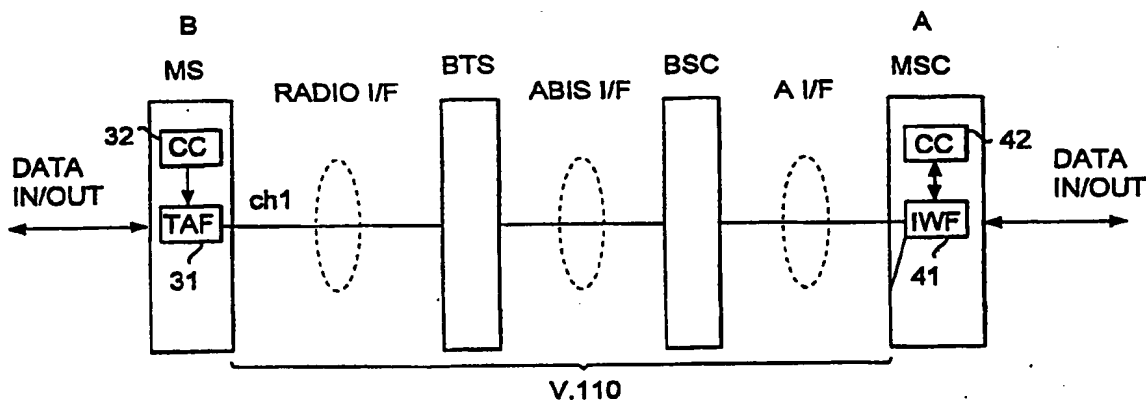 B
A
MS
RADIO I/F
BTS
ABIS I/F
BSC
A I/F
MSC
32
CC
CC
42
DATA
IN/OUT
DATA
IN/OUT
TAF
ch1
IWF
31
41
V.110